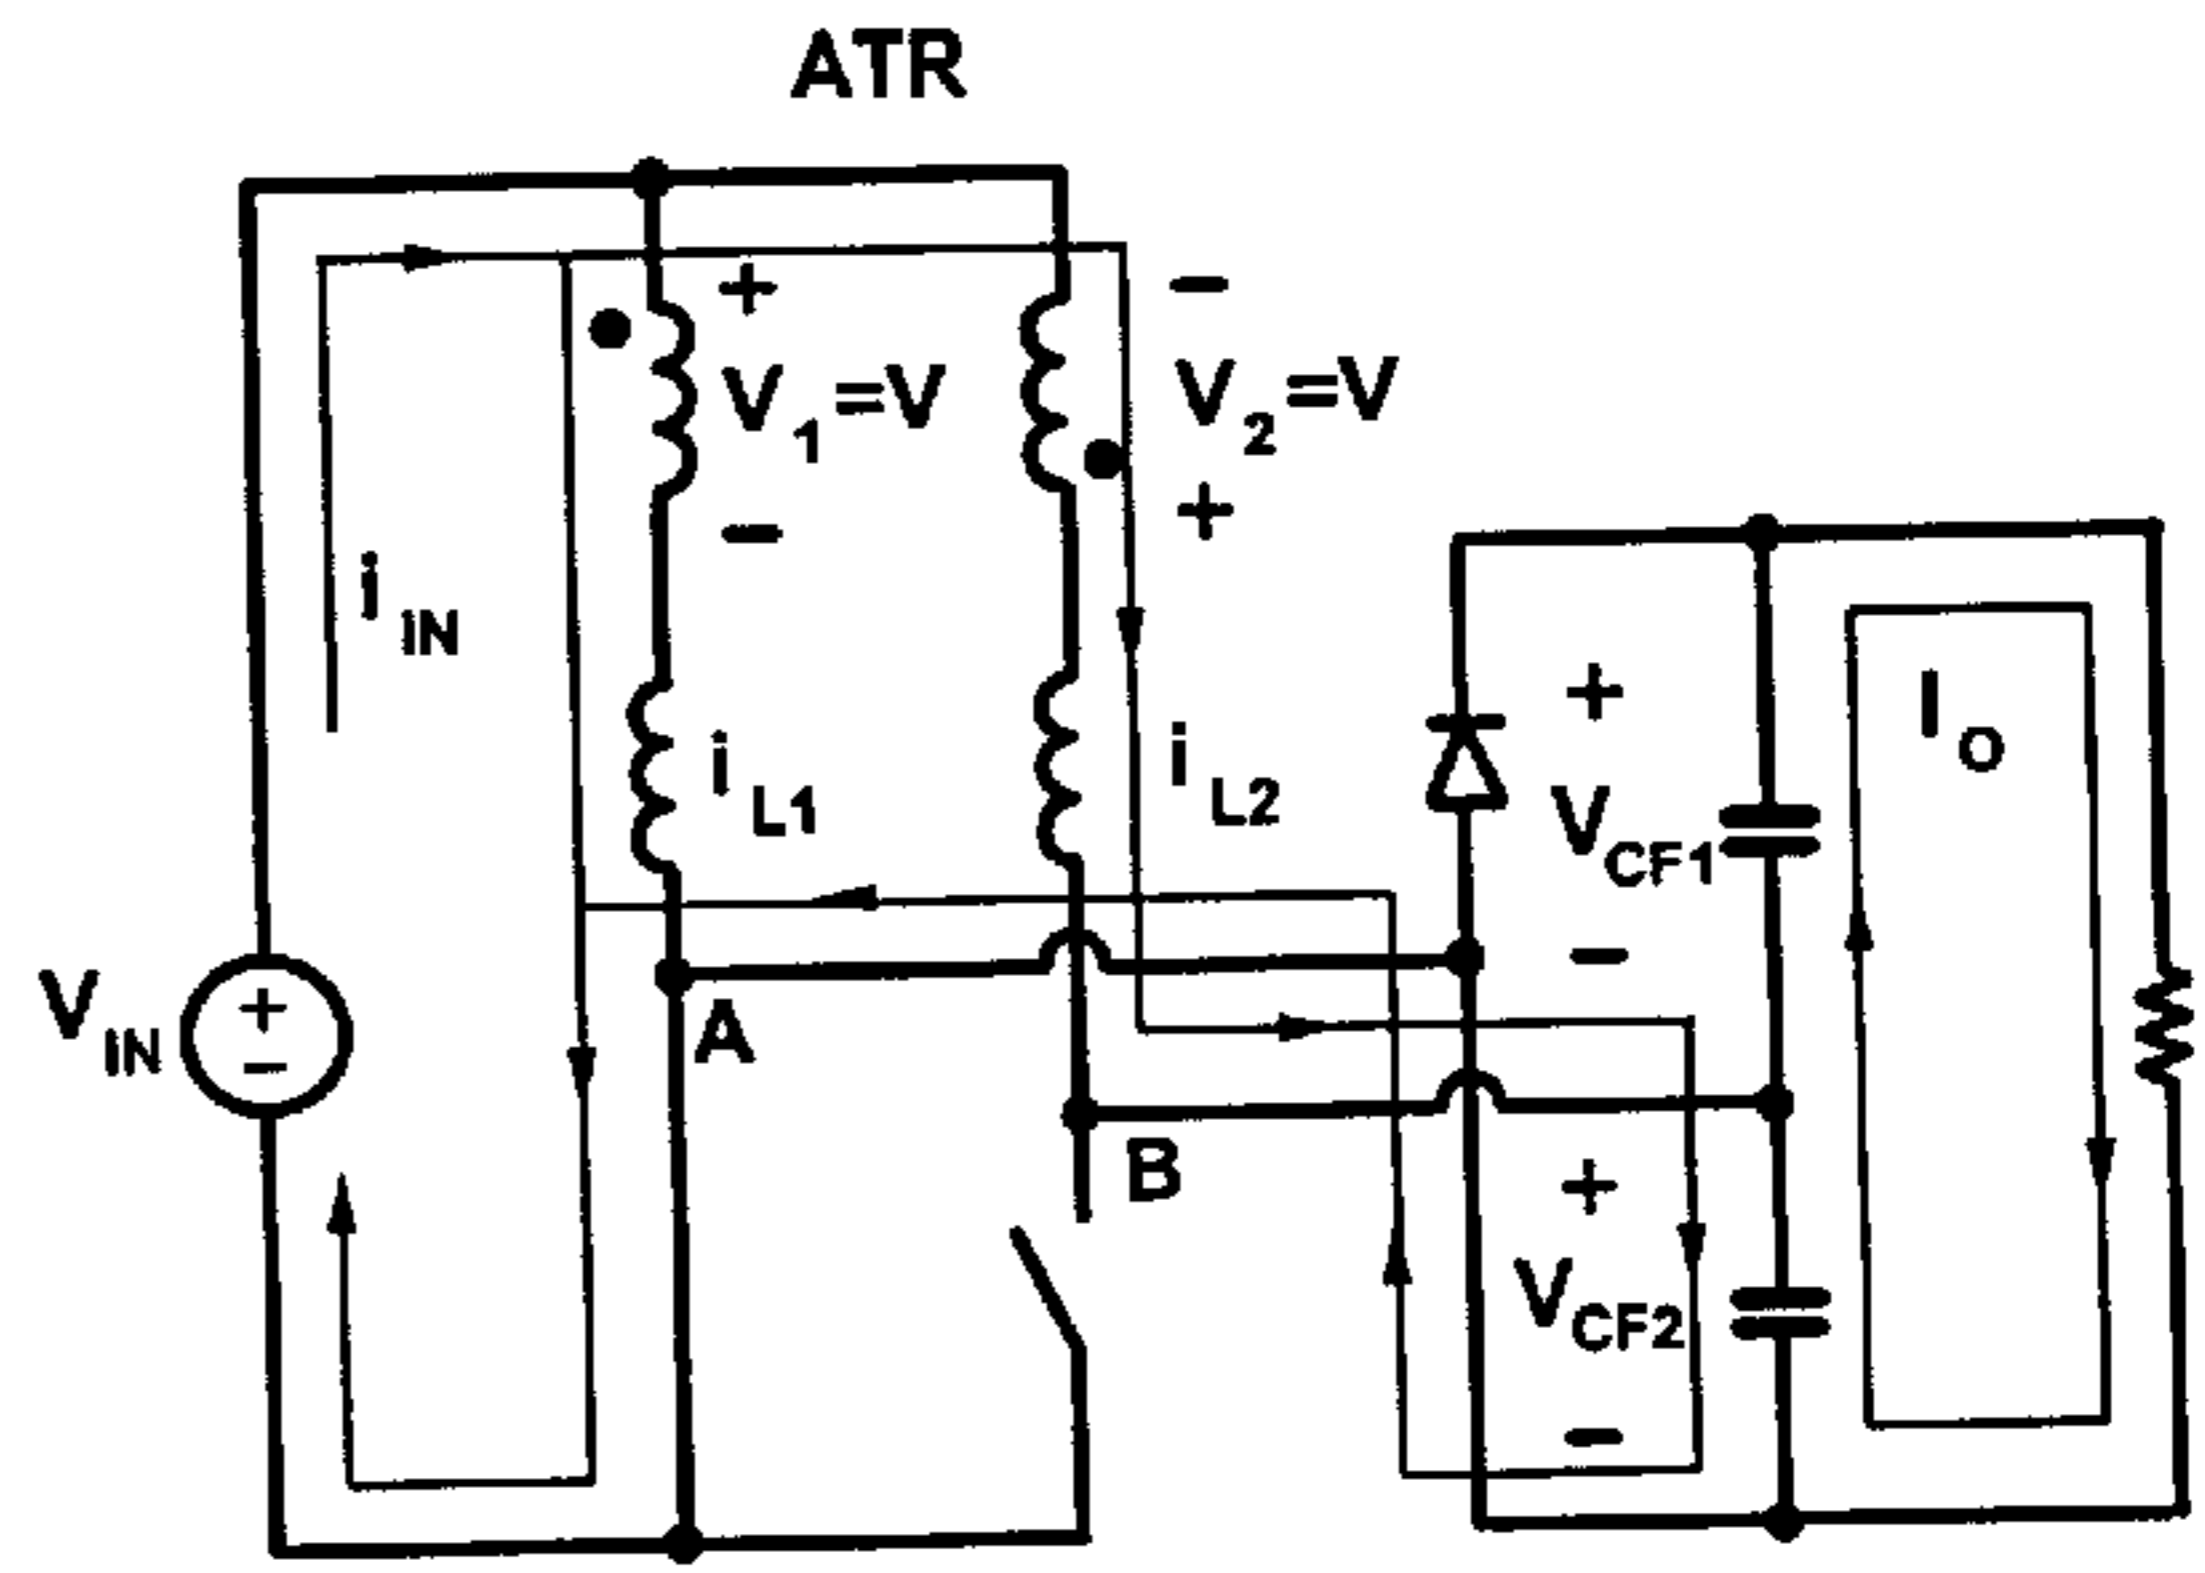 ATR
+
−
V1=V
V2=V
−
+
iIN
iL1
iL2
+
VCF1
−
IO
VIN
+
−
A
B
+
VCF2
−